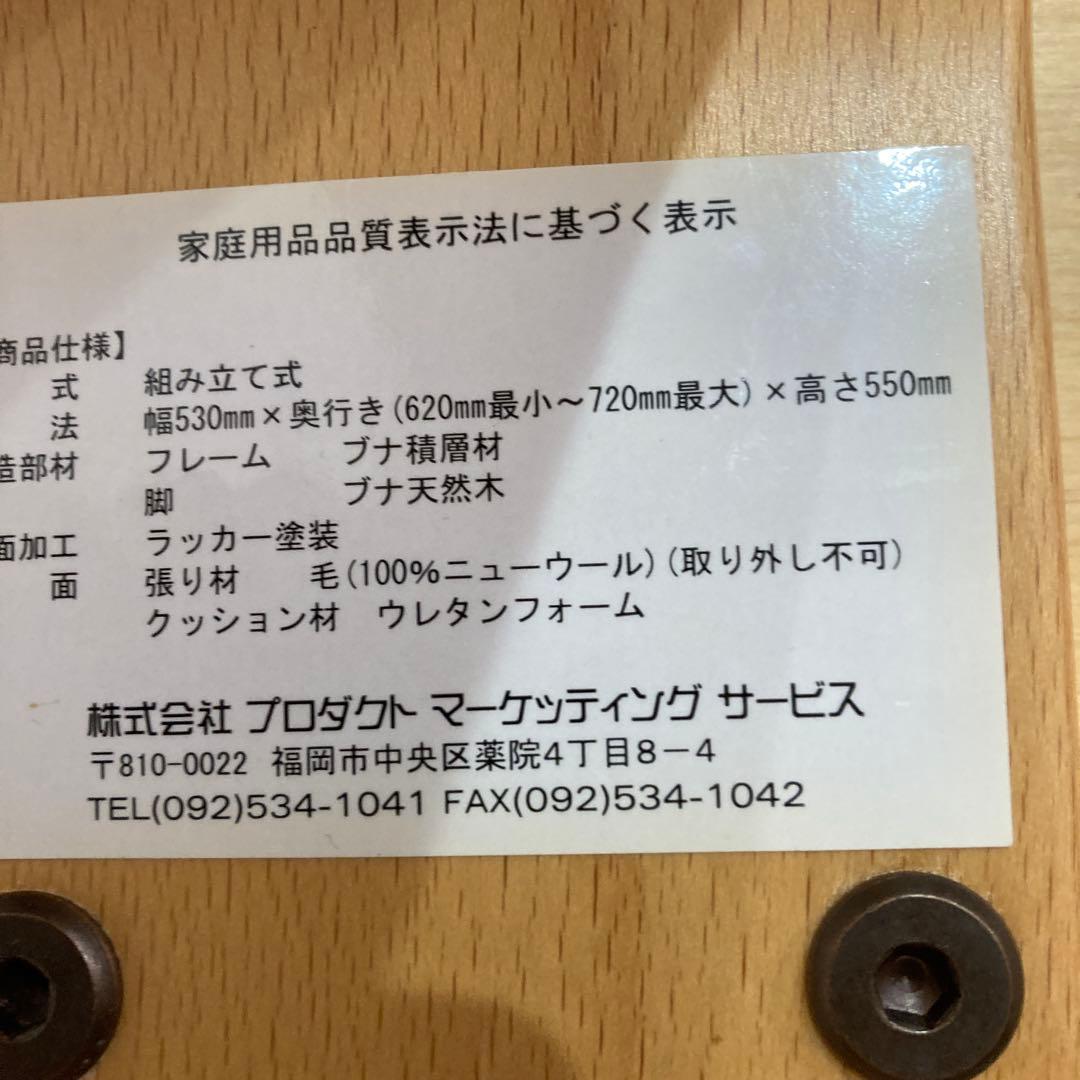 家庭用品品質表示法に基づく表示
商品仕様】
式 組み立て式
法 幅530mm×奥行き(620mm最小～720mm最大)×高さ550mm
造部材 フレーム ブナ積層材
脚 ブナ天然木
面加工 ラッカー塗装
面 張り材 毛(100%ニューウール)(取り外し不可)
クッション材 ウレタンフォーム
株式会社 プロダクト マーケッティング サービス
〒810-0022 福岡市中央区薬院4丁目8－4
TEL(092)534-1041 FAX(092)534-1042